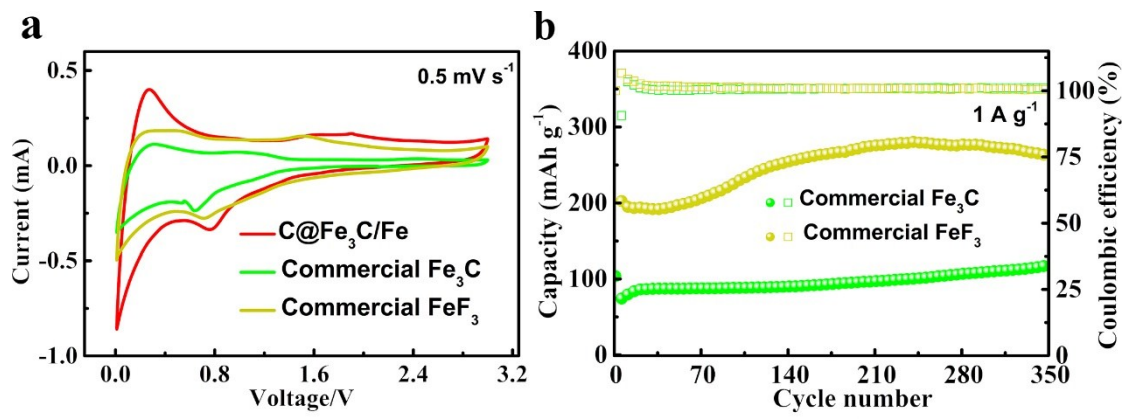 a
0.5 mV s⁻¹
Current (mA)
0.5
0.0
-0.5
-1.0
C@Fe₃C/Fe
Commercial Fe₃C
Commercial FeF₃
0.0 0.8 1.6 2.4 3.2
Voltage/V
b
1 A g⁻¹
Capacity (mAh g⁻¹)
400
300
200
100
0
Commercial Fe₃C
Commercial FeF₃
100
75
50
25
0
Coulombic efficiency (%)
0 70 140 210 280 350
Cycle number